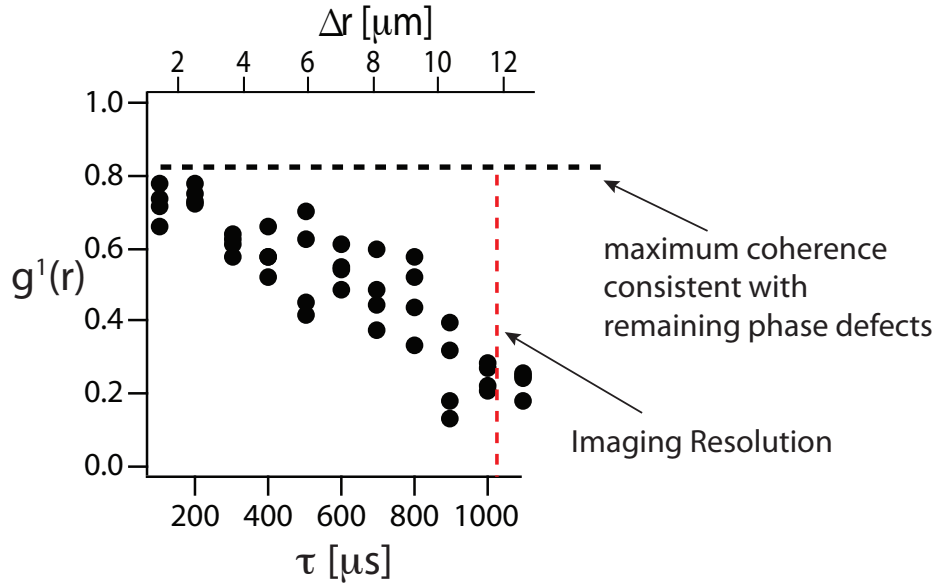 Δr [μm]
2 4 6 8 10 12
1.0
0.8
0.6
0.4
0.2
0.0
g¹(r)
maximum coherence
consistent with
remaining phase defects
Imaging Resolution
200 400 600 800 1000
τ [μs]